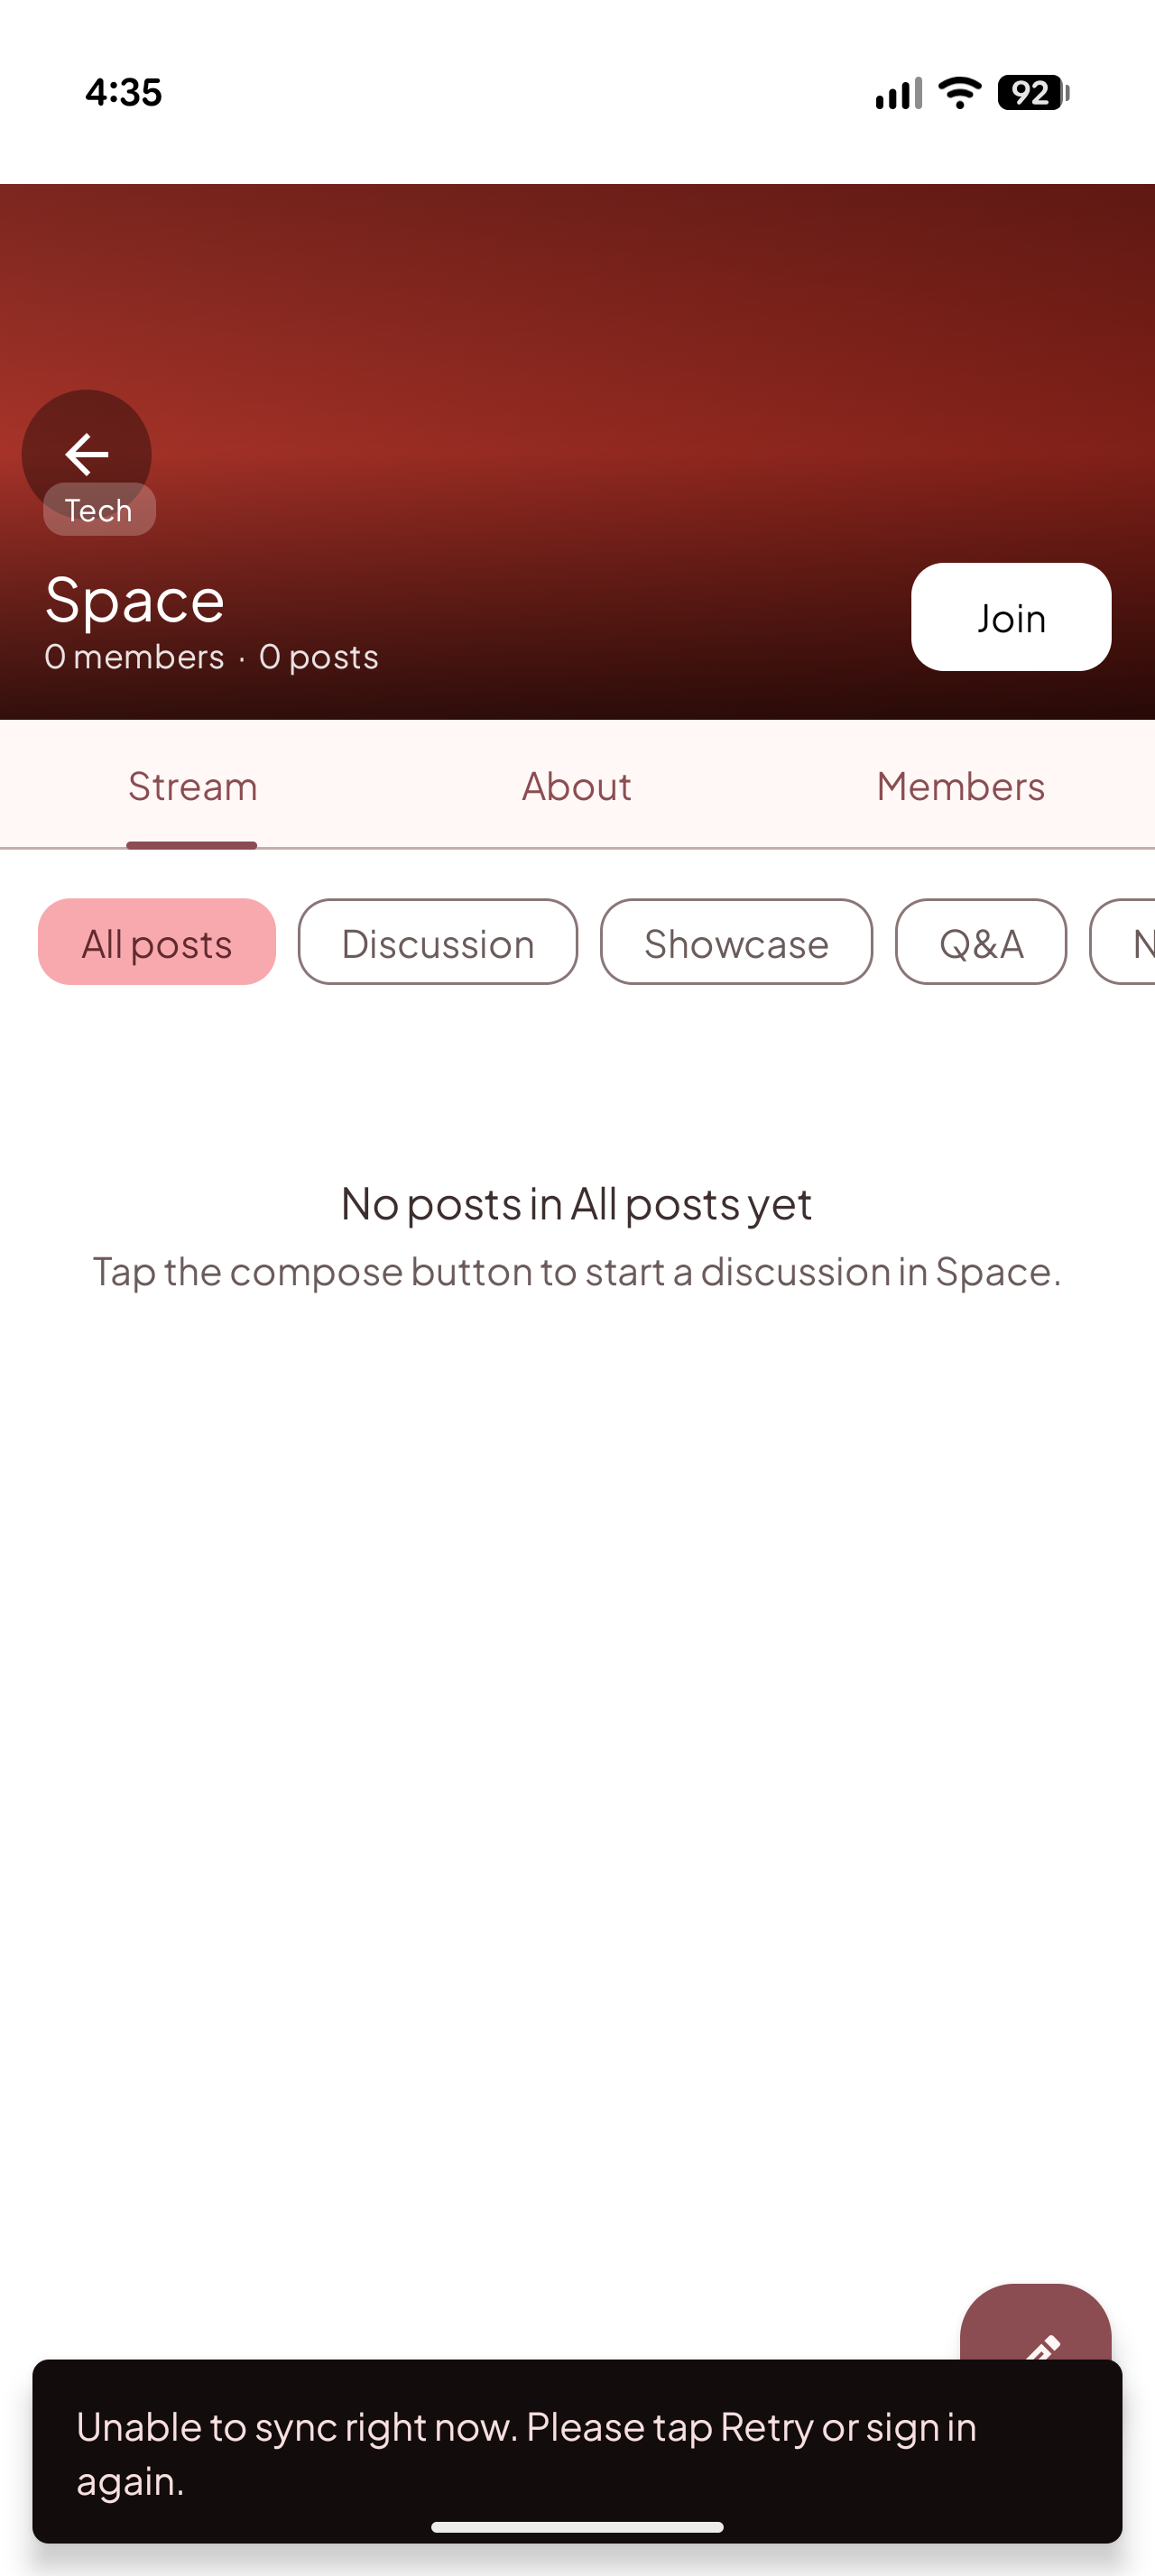 4:35
92
Tech
Space
0 members · 0 posts
Join
Stream
About
Members
All posts
Discussion
Showcase
Q&A
N
No posts in All posts yet
Tap the compose button to start a discussion in Space.
Unable to sync right now. Please tap Retry or sign in
again.